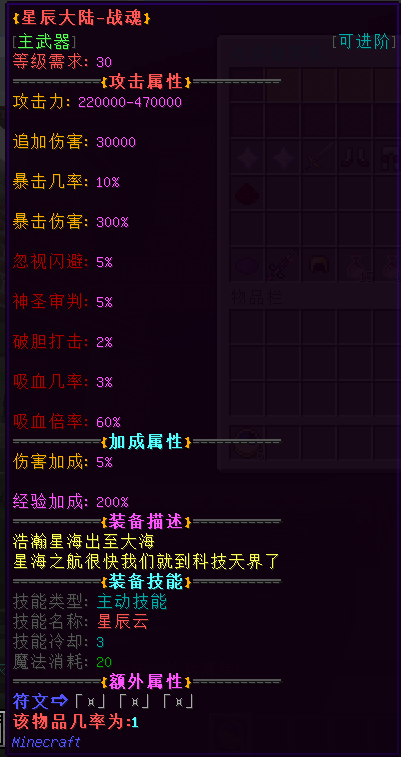 {星辰大陆-战魂}
[主武器] [可进阶]
等级需求: 30
----------{攻击属性}----------
攻击力: 220000-470000
追加伤害: 30000
暴击几率: 10%
暴击伤害: 300%
忽视闪避: 5%
神圣审判: 5%
破胆打击: 2%
吸血几率: 3%
吸血倍率: 60%
----------{加成属性}----------
伤害加成: 5%
经验加成: 200%
----------{装备描述}----------
浩瀚星海出至大海
星海之航很快我们就到科技天界了
----------{装备技能}----------
技能类型: 主动技能
技能名称: 星辰云
技能冷却: 3
魔法消耗: 20
----------{额外属性}----------
符文⇨「¤」「¤」「¤」
该物品几率为:1
Minecraft
物品栏